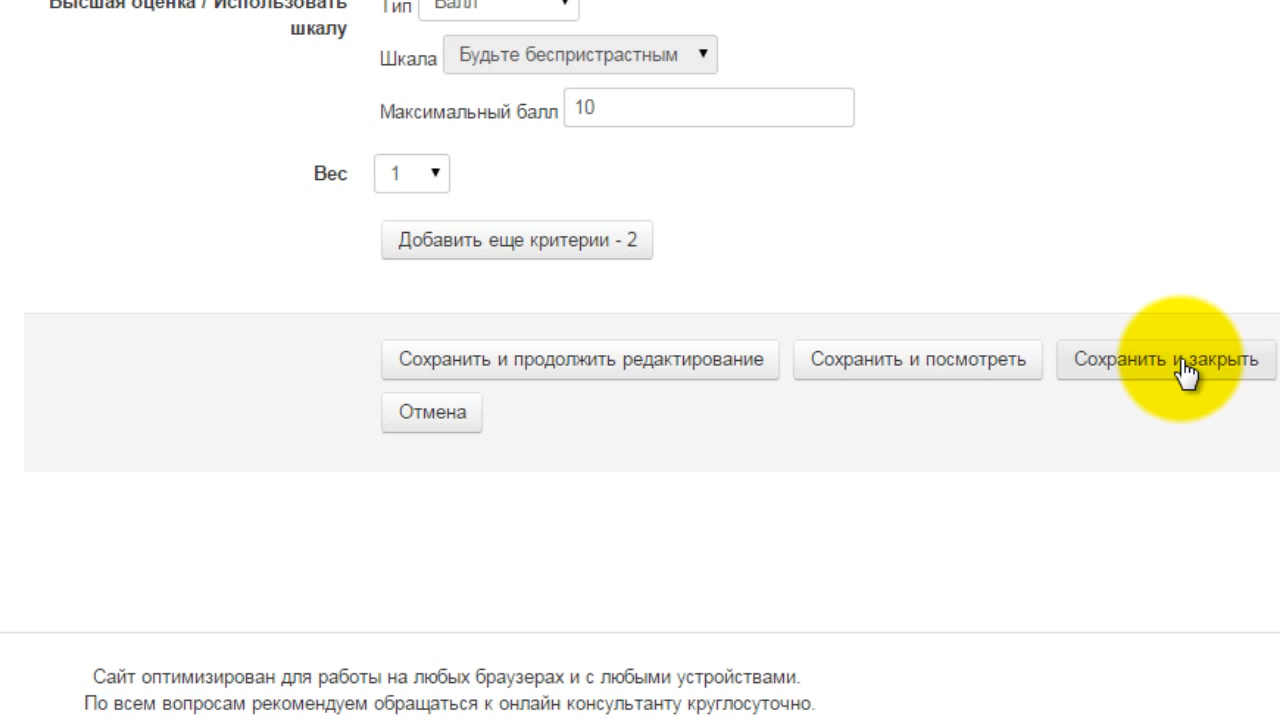 Высшая оценка / Использовать
шкалу
Тип Балл
Шкала Будьте беспристрастным
Максимальный балл 10
Вес 1
Добавить еще критерии - 2
Сохранить и продолжить редактирование Сохранить и посмотреть Сохранить и закрыть
Отмена
Сайт оптимизирован для работы на любых браузерах и с любыми устройствами.
По всем вопросам рекомендуем обращаться к онлайн консультанту круглосуточно.